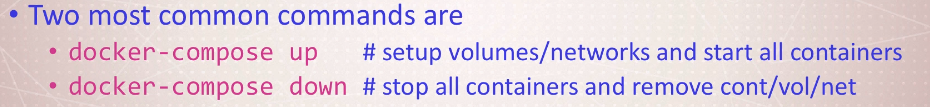 • Two most common commands are
• docker-compose up # setup volumes/networks and start all containers
• docker-compose down # stop all containers and remove cont/vol/net